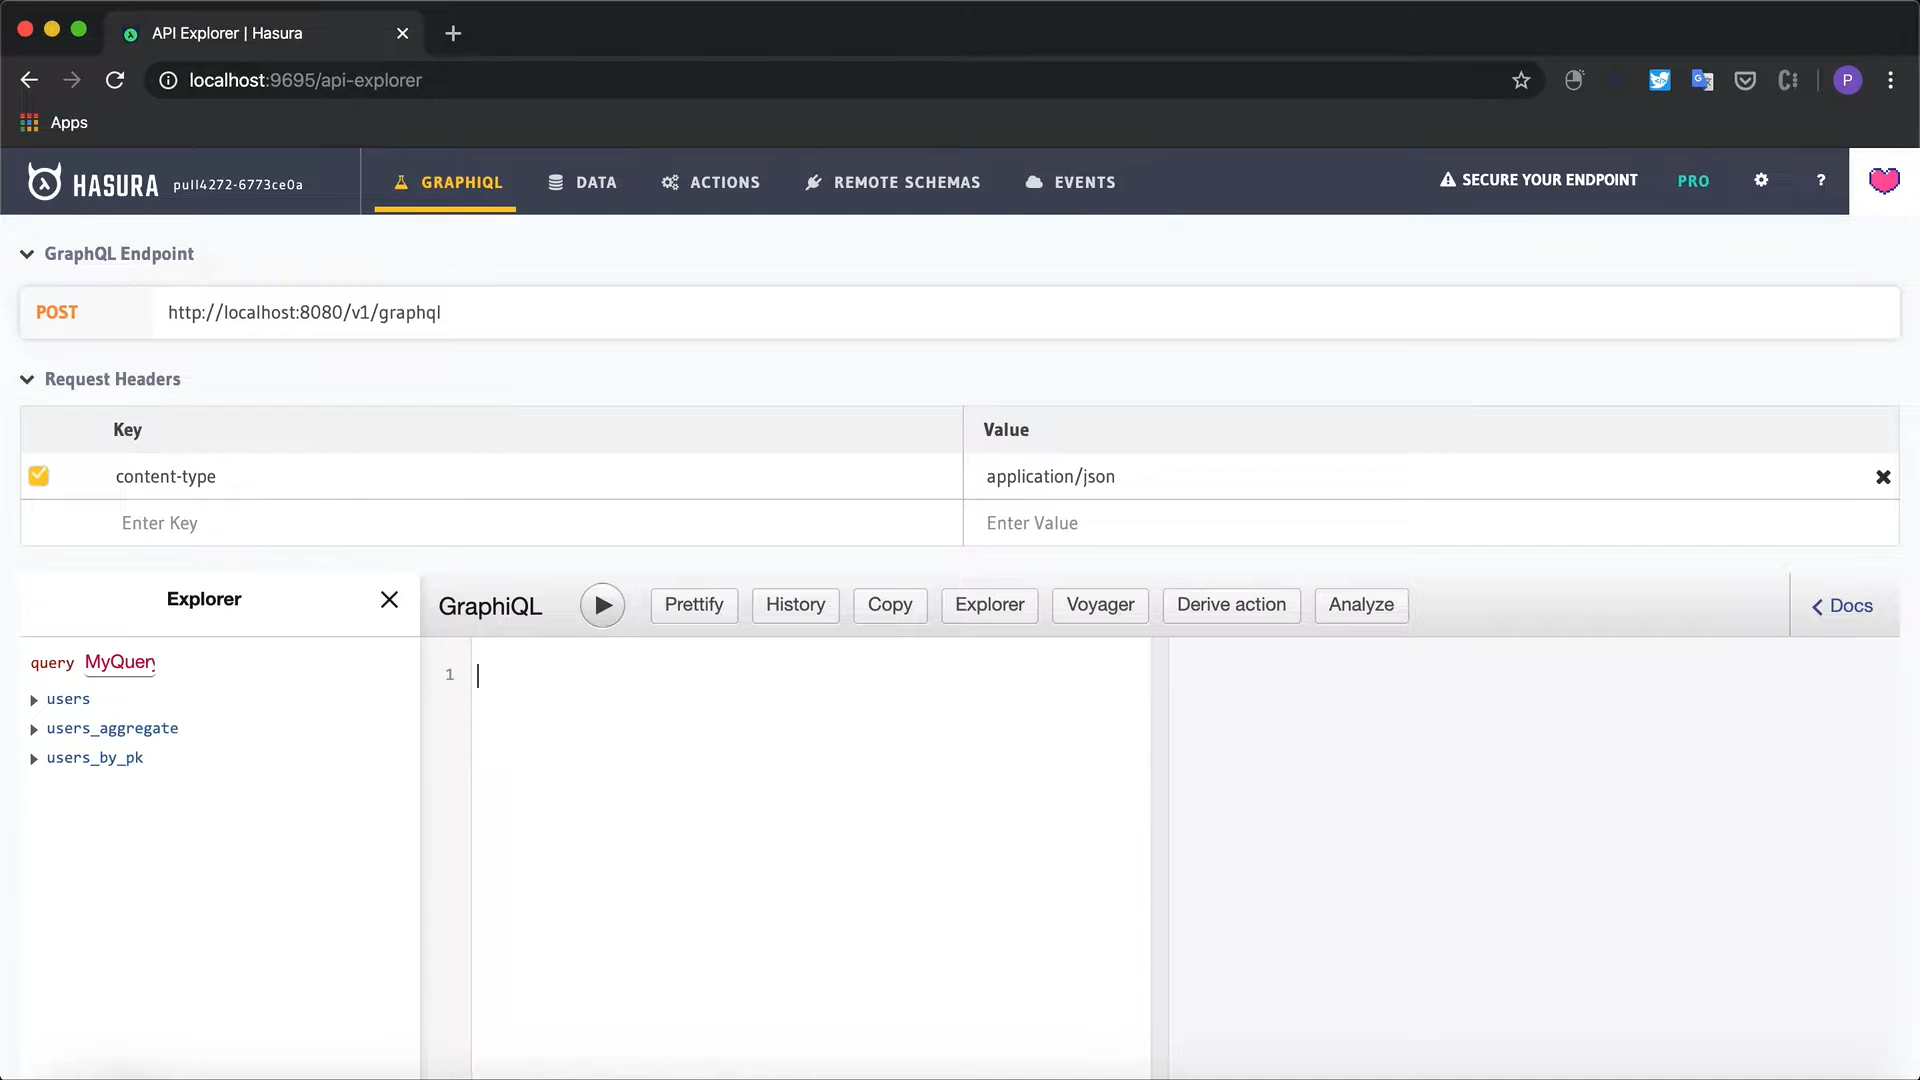 API Explorer | Hasura
localhost:9695/api-explorer
P
Apps
HASURA pull4272-6773ce0a
GRAPHIQL
DATA
ACTIONS
REMOTE SCHEMAS
EVENTS
SECURE YOUR ENDPOINT
PRO
?
GraphQL Endpoint
POST http://localhost:8080/v1/graphql
Request Headers
Key Value
content-type application/json
Enter Key Enter Value
Explorer
GraphiQL
Prettify
History
Copy
Explorer
Voyager
Derive action
Analyze
Docs
query MyQuery
users
users_aggregate
users_by_pk
1